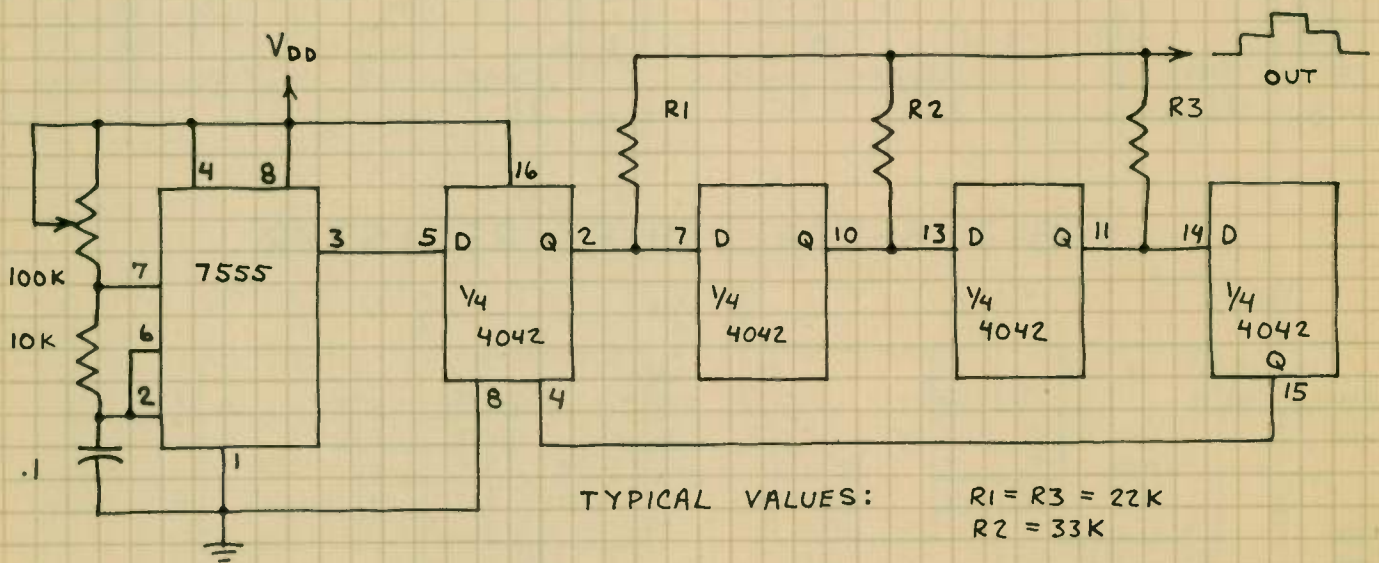 VDD
OUT
R1
R2
R3
4 8 16
3 5 D Q 2 7 D Q 10 13 D Q 11 14 D
100K 7 7555
1/4 4042
1/4 4042
1/4 4042
1/4 4042
Q
10K 6
2
8 4
15
.1
1
TYPICAL VALUES: R1 = R3 = 22K
R2 = 33K